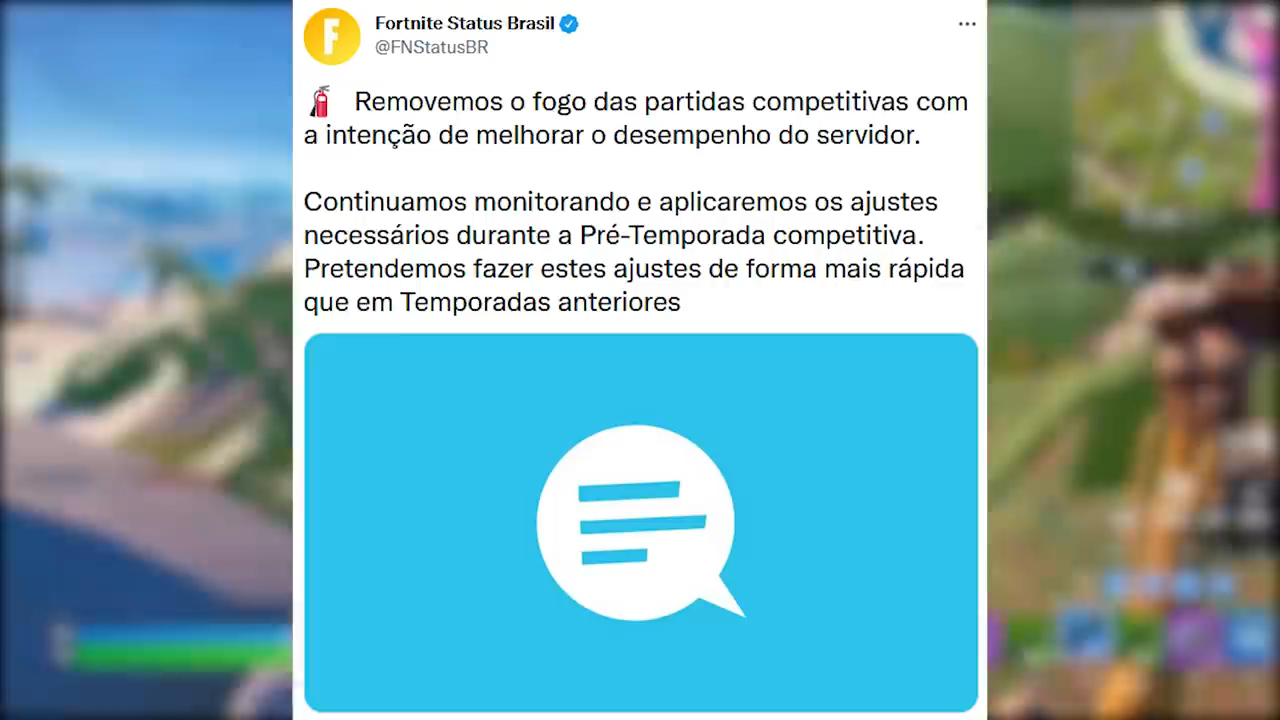 Fortnite Status Brasil
@FNStatusBR
Removemos o fogo das partidas competitivas com
a intenção de melhorar o desempenho do servidor.
Continuamos monitorando e aplicaremos os ajustes
necessários durante a Pré-Temporada competitiva.
Pretendemos fazer estes ajustes de forma mais rápida
que em Temporadas anteriores